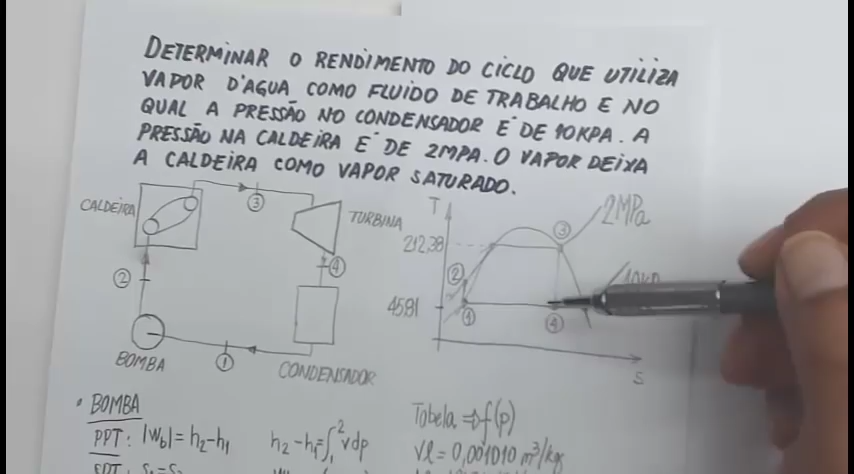 DETERMINAR O RENDIMENTO DO CICLO QUE UTILIZA
VAPOR D'AGUA COMO FLUIDO DE TRABALHO E NO
QUAL A PRESSÃO NO CONDENSADOR É DE 10KPA. A
PRESSÃO NA CALDEIRA É DE 2MPA. O VAPOR DEIXA
A CALDEIRA COMO VAPOR SATURADO.
CALDEIRA
3
TURBINA
4
2
BOMBA
1
CONDENSADOR
T
2MPa
212,38
3
2
45,81
1
4
s
• BOMBA
PPT: |Wb| = h2-h1
h2-h1=∫1 2 vdp
Tabela => f(p)
vl = 0,001010 m³/kg